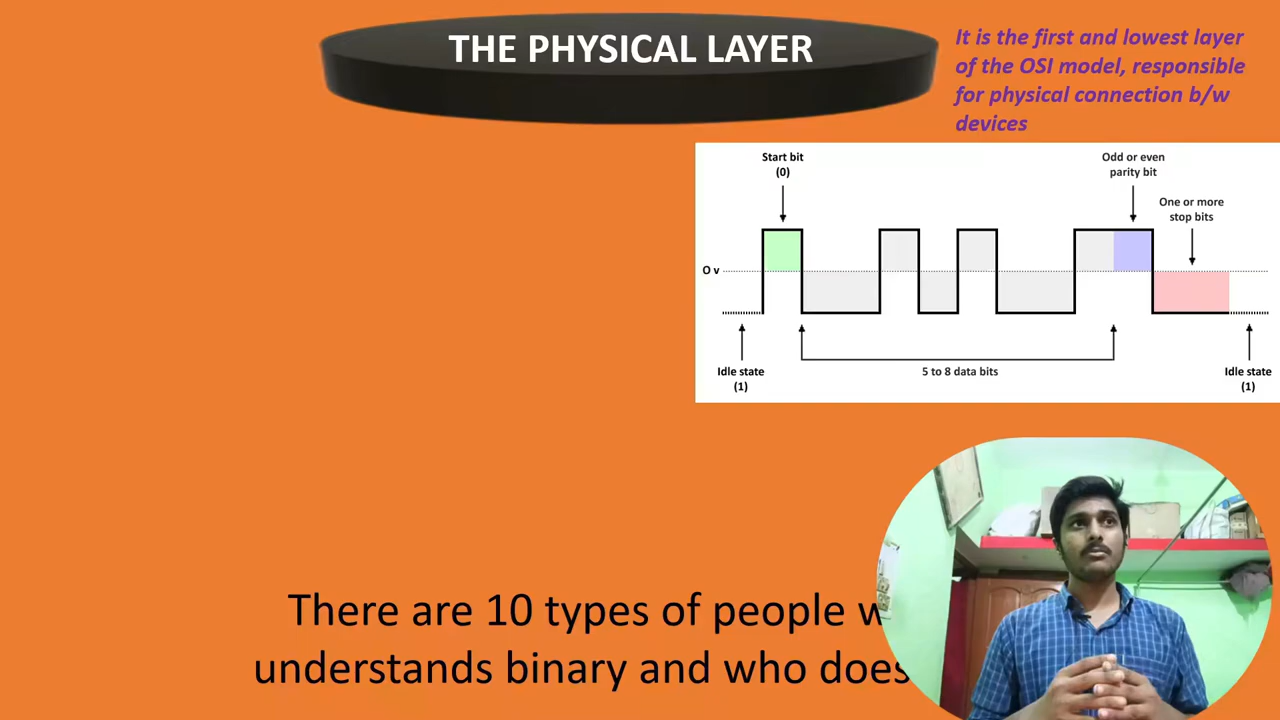 THE PHYSICAL LAYER
It is the first and lowest layer
of the OSI model, responsible
for physical connection b/w
devices
Start bit
(0)
Odd or even
parity bit
One or more
stop bits
O v
Idle state
(1)
5 to 8 data bits
Idle state
(1)
There are 10 types of people
understands binary and who